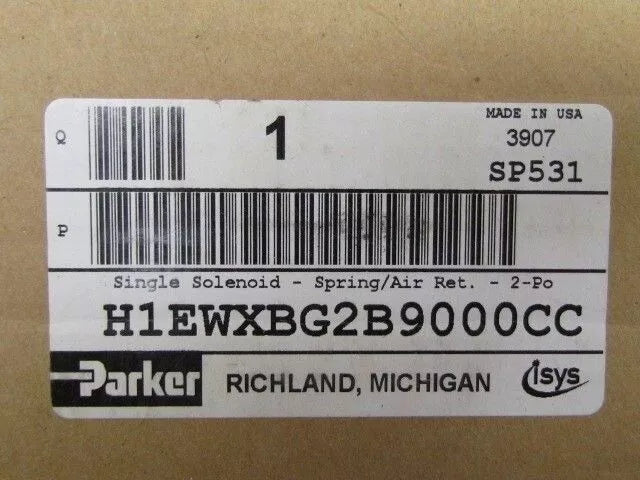 MADE IN USA
Q 1 3907
SP531
P
Single Solenoid - Spring/Air Ret. - 2-Po
H1EWXBG2B9000CC
Parker RICHLAND, MICHIGAN Isys